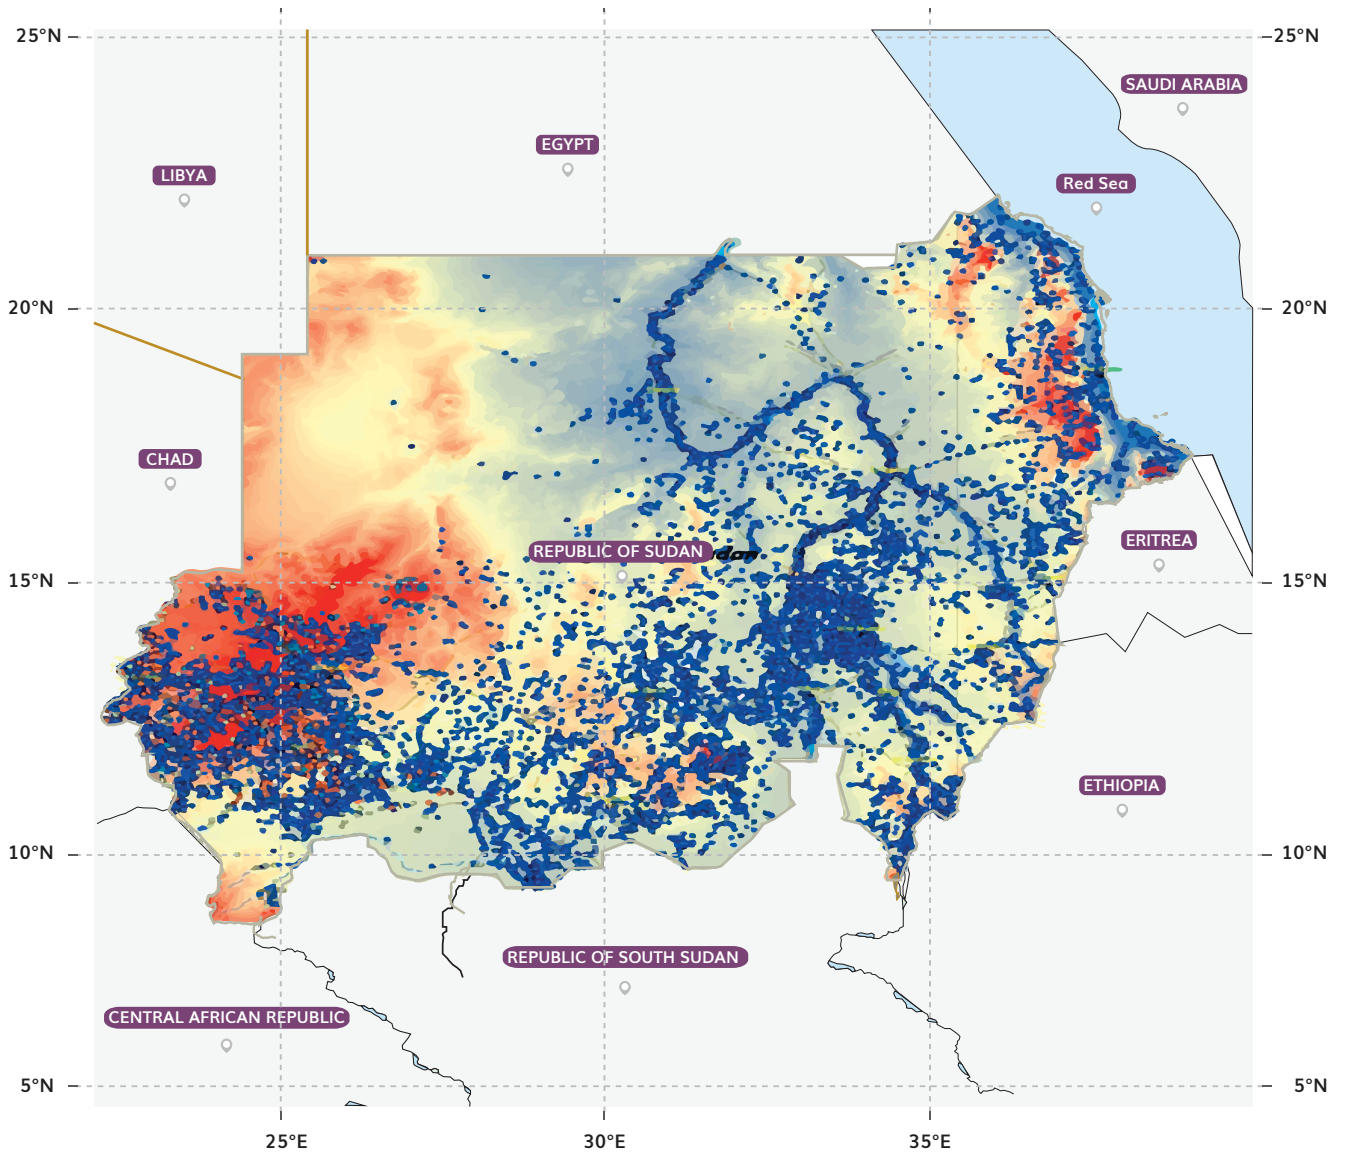 25°N
25°N
SAUDI ARABIA
EGYPT
LIBYA
Red Sea
20°N
20°N
CHAD
ERITREA
REPUBLIC OF SUDAN
15°N
15°N
ETHIOPIA
10°N
10°N
REPUBLIC OF SOUTH SUDAN
CENTRAL AFRICAN REPUBLIC
5°N
5°N
25°E
30°E
35°E